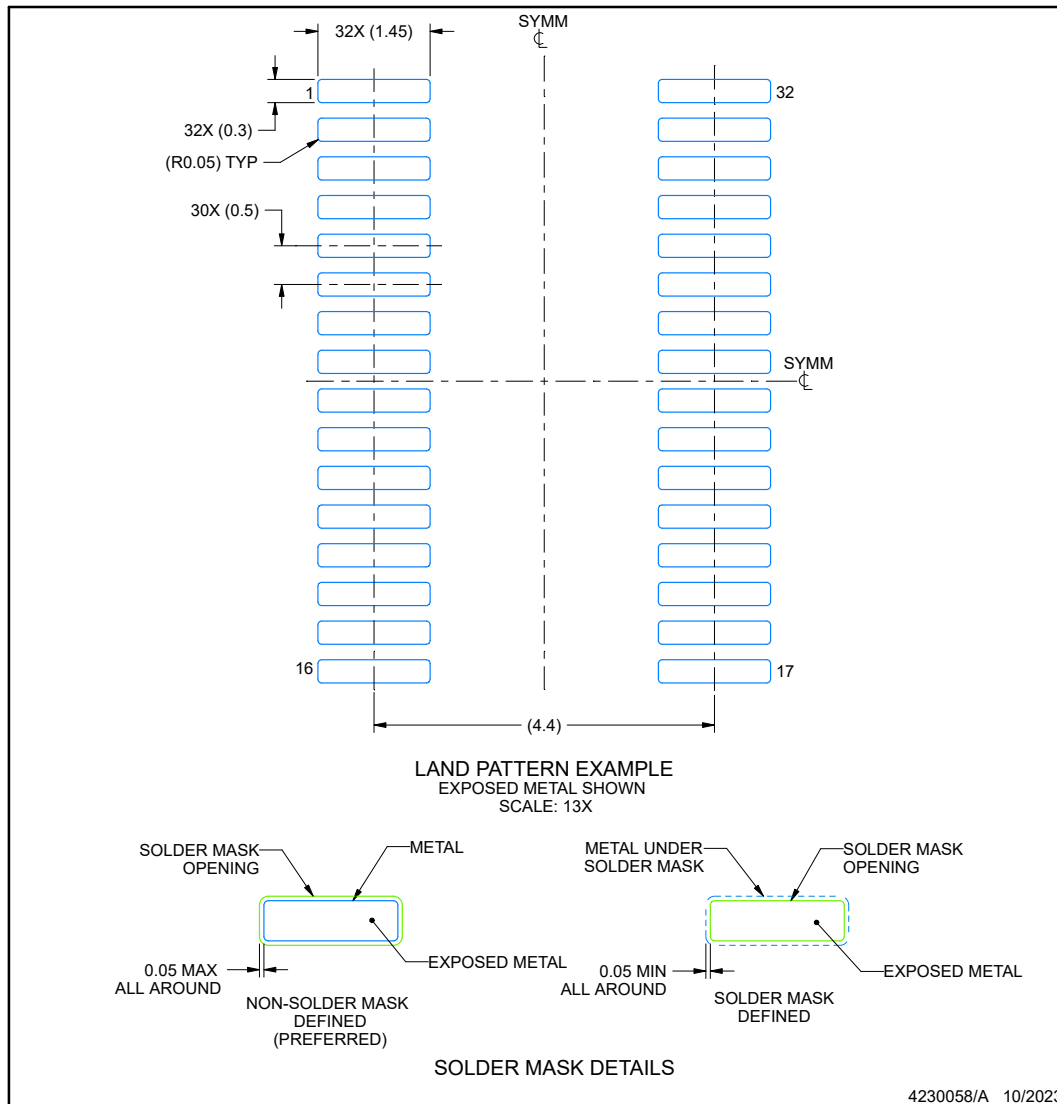 SYMM
℄
32X (1.45)
1
32
32X (0.3)
(R0.05) TYP
30X (0.5)
SYMM
℄
16
17
(4.4)
LAND PATTERN EXAMPLE
EXPOSED METAL SHOWN
SCALE: 13X
SOLDER MASK
OPENING
METAL
EXPOSED METAL
0.05 MAX
ALL AROUND
NON-SOLDER MASK
DEFINED
(PREFERRED)
METAL UNDER
SOLDER MASK
SOLDER MASK
OPENING
EXPOSED METAL
0.05 MIN
ALL AROUND
SOLDER MASK
DEFINED
SOLDER MASK DETAILS
4230058/A 10/2023